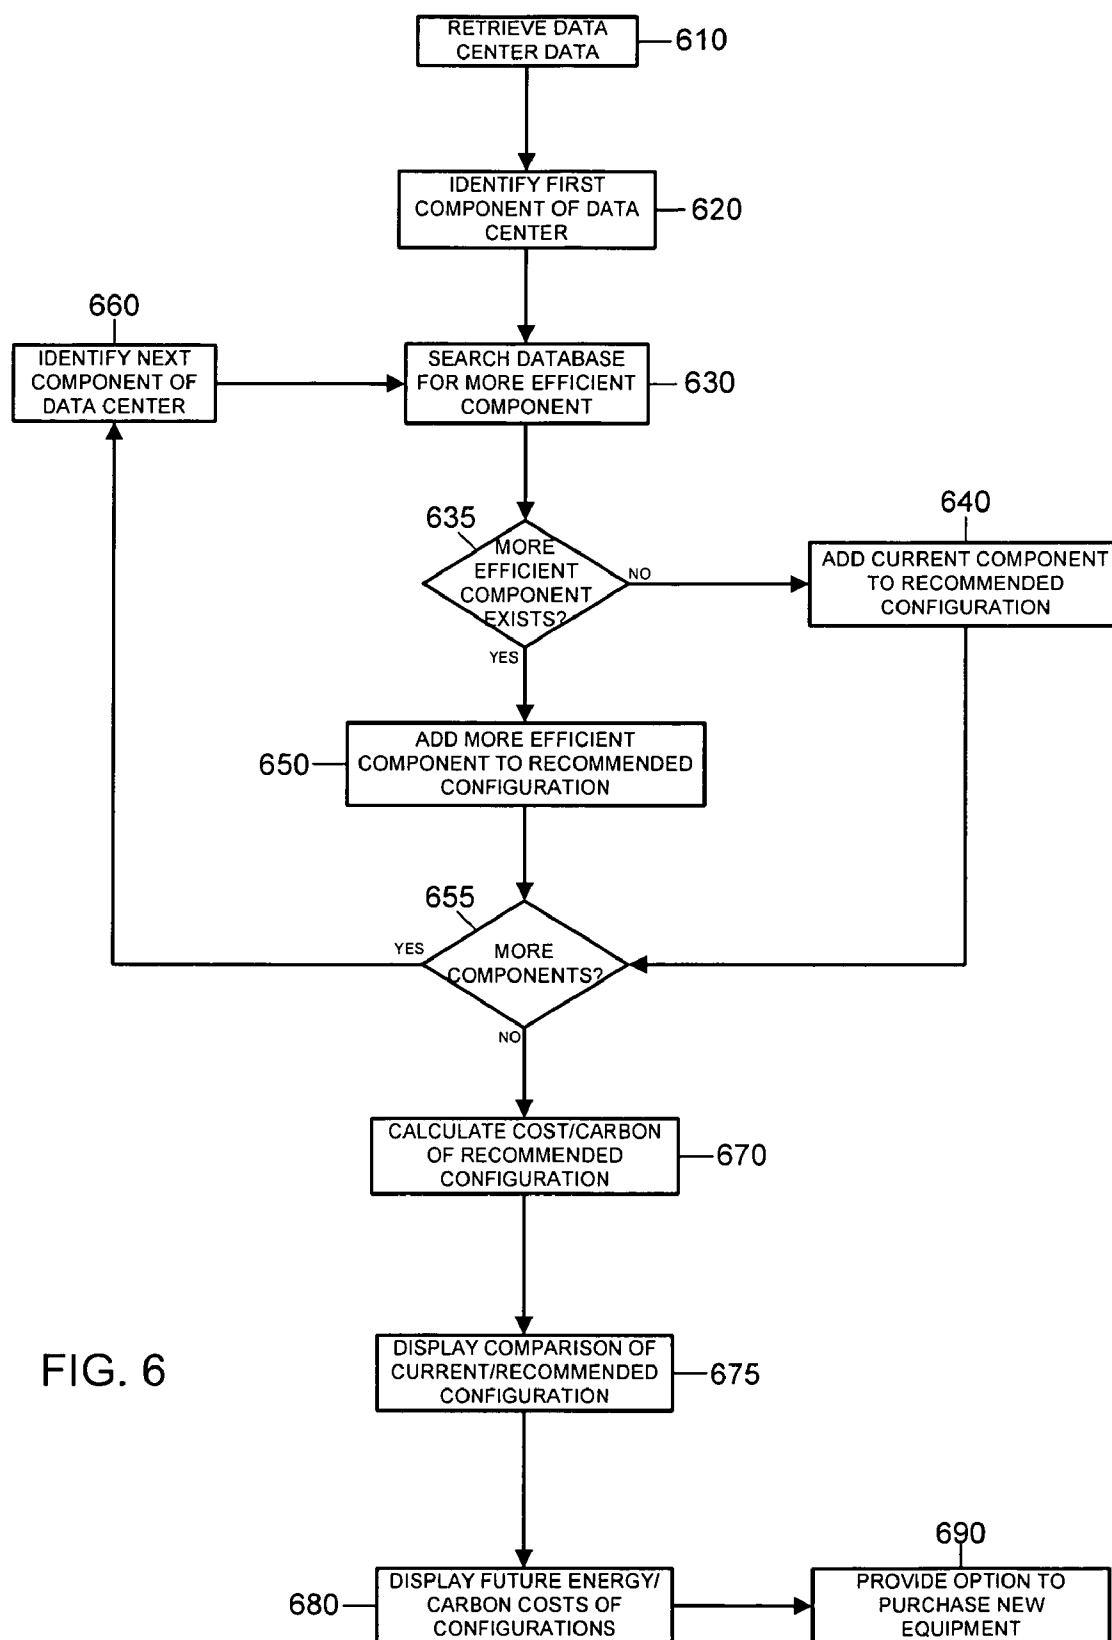 RETRIEVE DATA
CENTER DATA
610
IDENTIFY FIRST
COMPONENT OF DATA
CENTER
620
660
IDENTIFY NEXT
COMPONENT OF
DATA CENTER
SEARCH DATABASE
FOR MORE EFFICIENT
COMPONENT
630
635
MORE
EFFICIENT
COMPONENT
EXISTS?
NO
YES
640
ADD CURRENT COMPONENT
TO RECOMMENDED
CONFIGURATION
650
ADD MORE EFFICIENT
COMPONENT TO RECOMMENDED
CONFIGURATION
655
YES
MORE
COMPONENTS?
NO
CALCULATE COST/CARBON
OF RECOMMENDED
CONFIGURATION
670
FIG. 6
DISPLAY COMPARISON OF
CURRENT/RECOMMENDED
CONFIGURATION
675
680
DISPLAY FUTURE ENERGY/
CARBON COSTS OF
CONFIGURATIONS
690
PROVIDE OPTION TO
PURCHASE NEW
EQUIPMENT